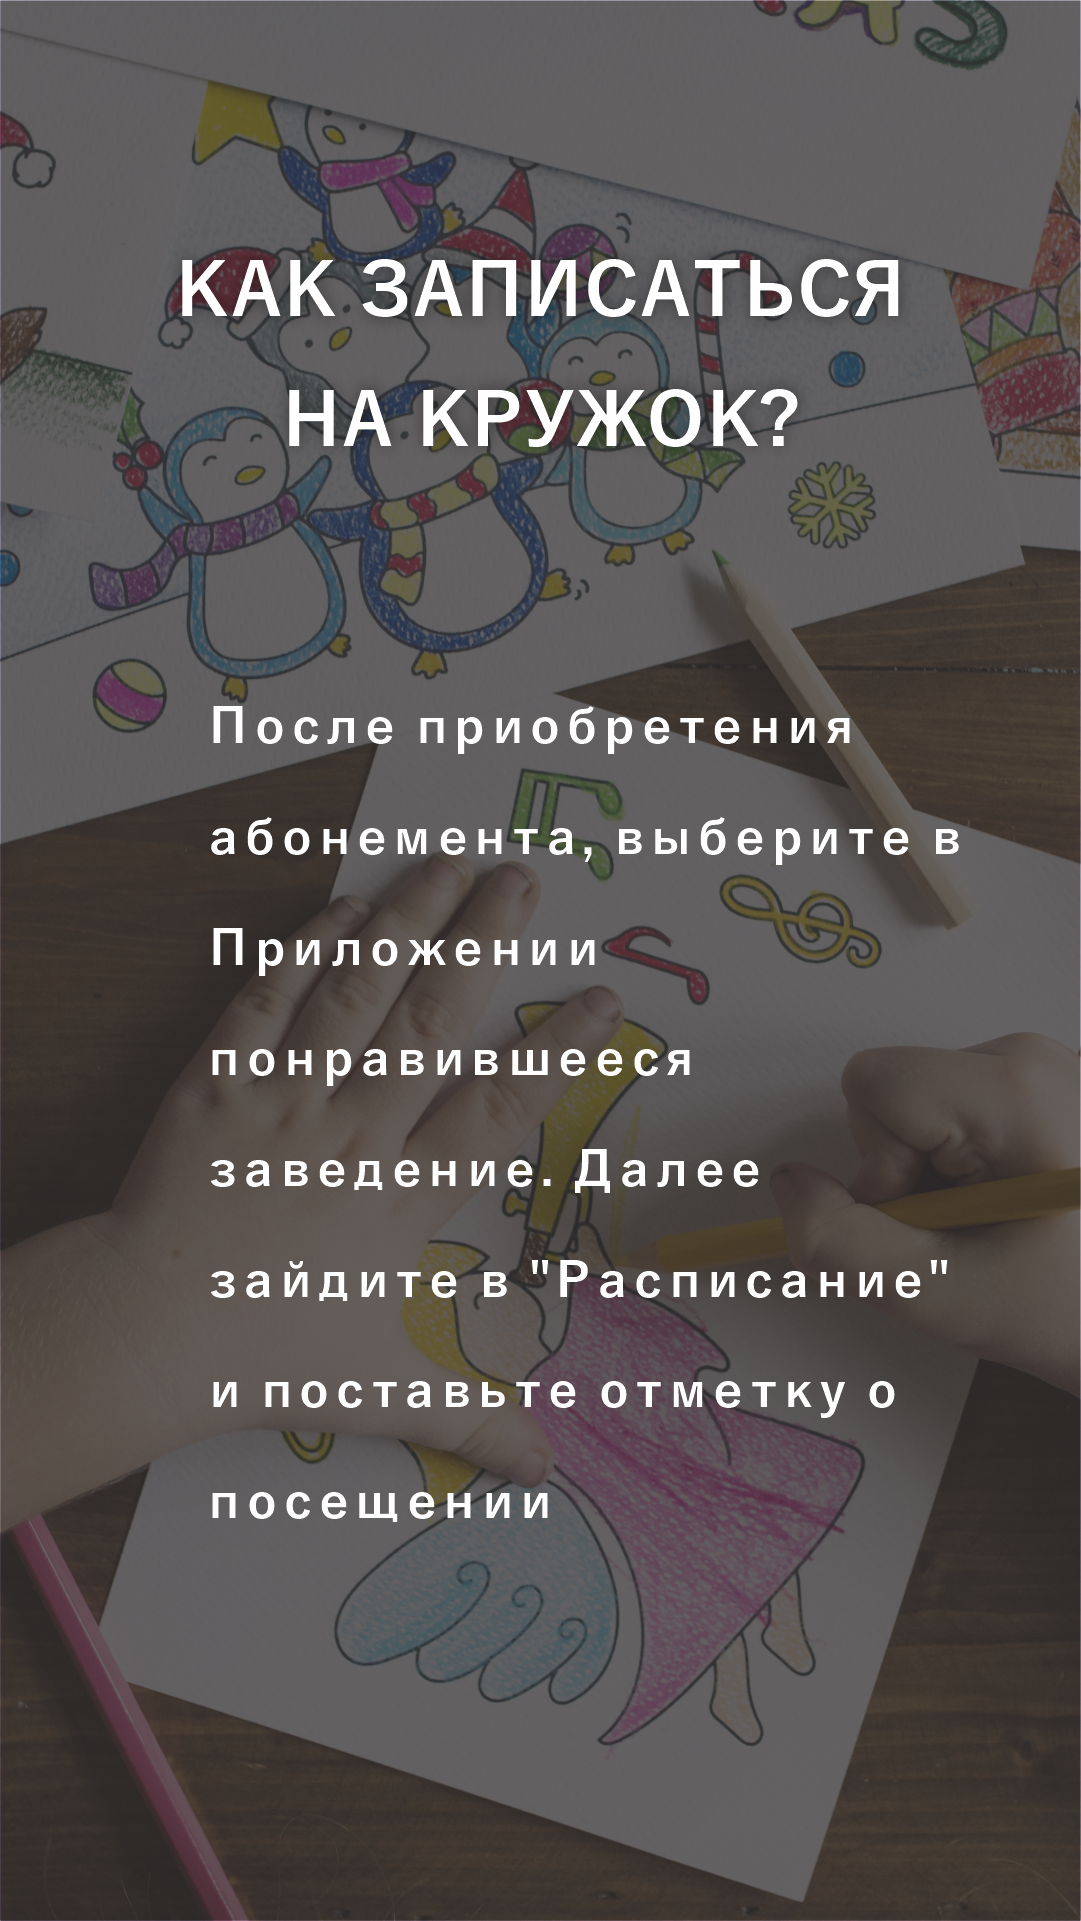 КАК ЗАПИСАТЬСЯ
НА КРУЖОК?
После приобретения
абонемента, выберите в
Приложении
понравившееся
заведение. Далее
зайдите в "Расписание"
и поставьте отметку о
посещении